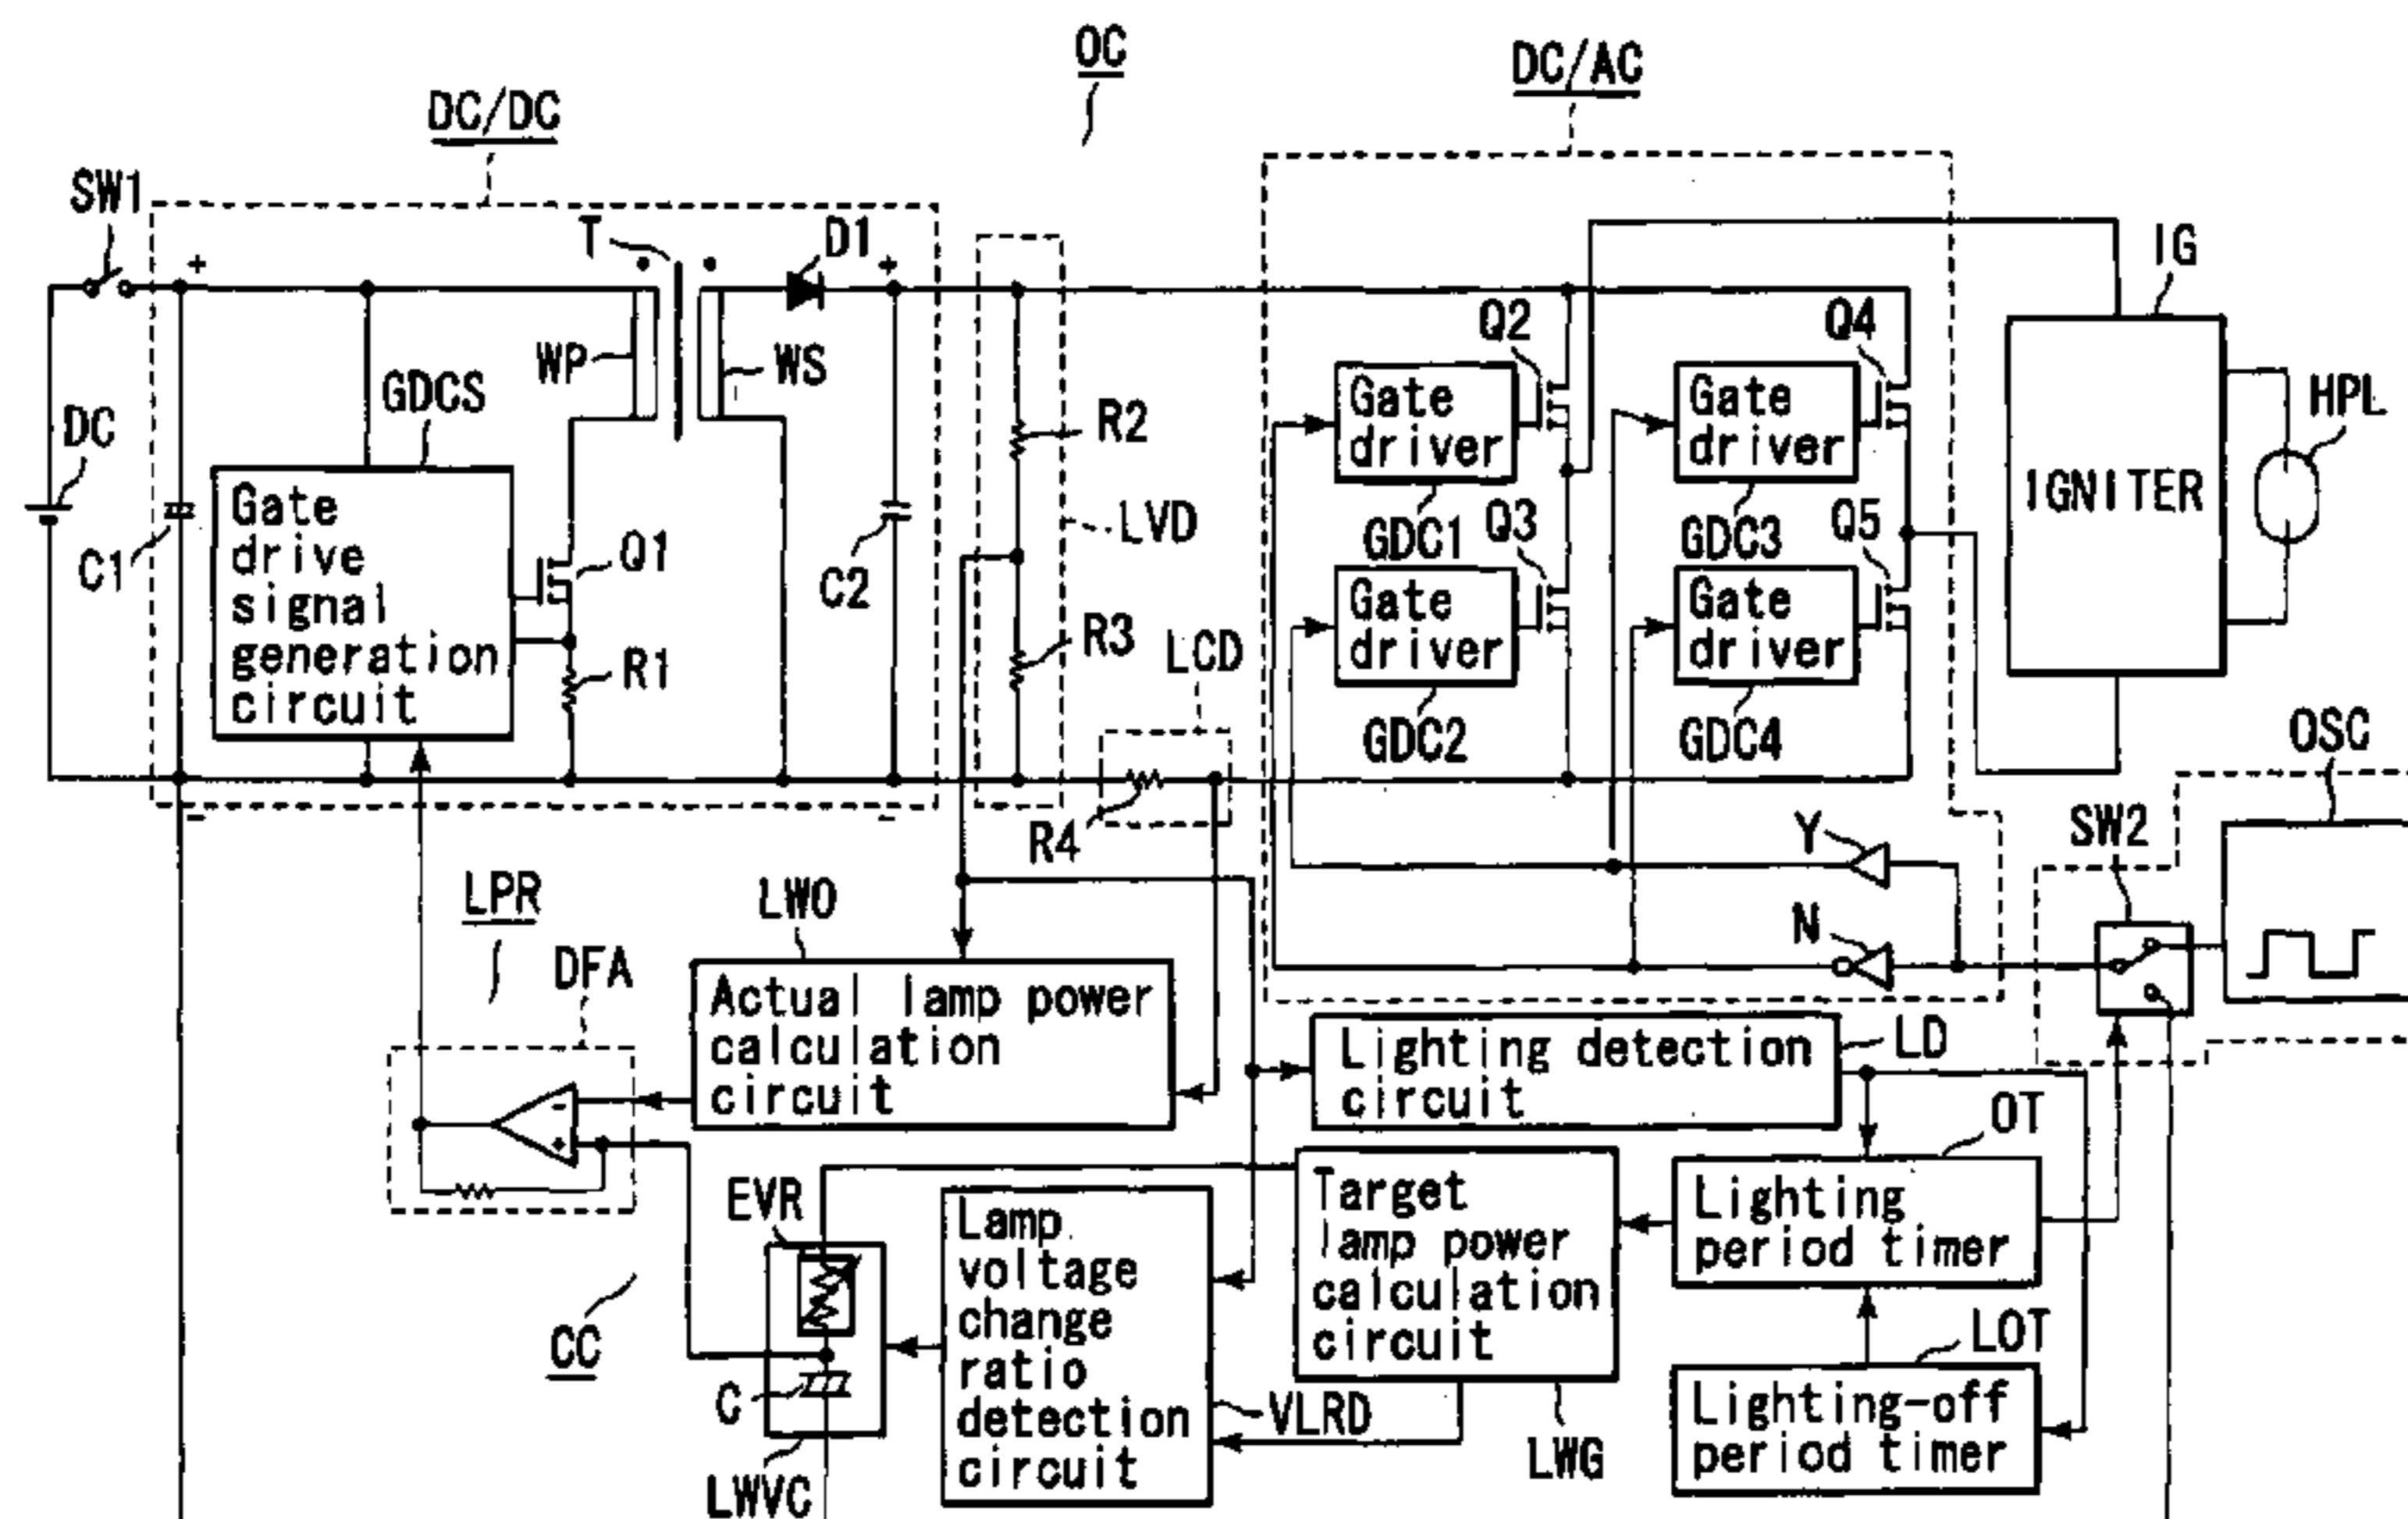 OC
DC/AC
DC/DC
SW1
T
D1
+
+
IG
Q2
Q4
WP
WS
GDCS
DC
R2
Gate
driver
Gate
driver
HPL
IGNITER
Gate
drive
signal
generation
circuit
C1
Q1
C2
LVD
GDC1
Q3
GDC3
Q5
R1
R3
LCD
Gate
driver
Gate
driver
GDC2
GDC4
OSC
-
-
R4
Y
SW2
LPR
LWO
N
DFA
Actual lamp power
calculation
circuit
-
+
Lighting detection
circuit
LD
OT
EVR
Lamp
voltage
change
ratio
detection
circuit
Target
lamp power
calculation
circuit
Lighting
period timer
CC
LOT
C
VLRD
LWG
Lighting-off
period timer
LWVC